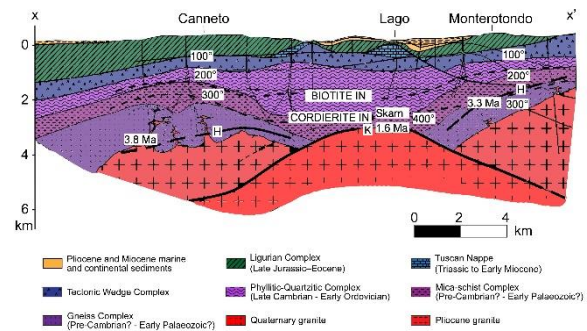 X Canneto Lago Monterotondo X'
0
100° 100°
200° 200°
2 300° BIOTITE IN H
3.3 Ma 300°
CORDIERITE IN Skarn 400°
3.8 Ma H K 1.6 Ma
4
6
km
0 2 4
km
Pliocene and Miocene marine and continental sediments
Ligurian Complex (Late Jurassic-Eocene)
Tuscan Nappe (Triassic to Early Miocene)
Tectonic Wedge Complex
Phyllitic-Quartzitic Complex (Late Cambrian - Early Ordovician)
Mica-schist Complex (Pre-Cambrian? - Early Palaeozoic?)
Gneiss Complex (Pre-Cambrian? - Early Palaeozoic?)
Quaternary granite
Pliocene granite